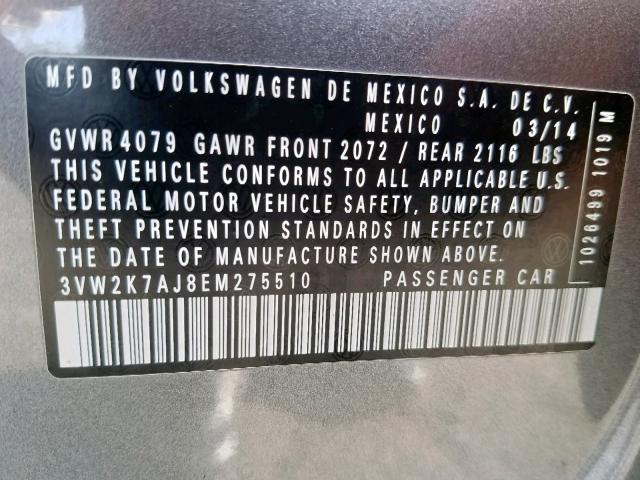 MFD BY VOLKSWAGEN DE MEXICO S.A. DE C.V.
MEXICO 03/14
GVWR 4079 GAWR FRONT 2072 / REAR 2116 LBS
THIS VEHICLE CONFORMS TO ALL APPLICABLE U.S.
FEDERAL MOTOR VEHICLE SAFETY, BUMPER AND
THEFT PREVENTION STANDARDS IN EFFECT ON
THE DATE OF MANUFACTURE SHOWN ABOVE.
3VW2K7AJ8EM275510 PASSENGER CAR
1026499 1019 M